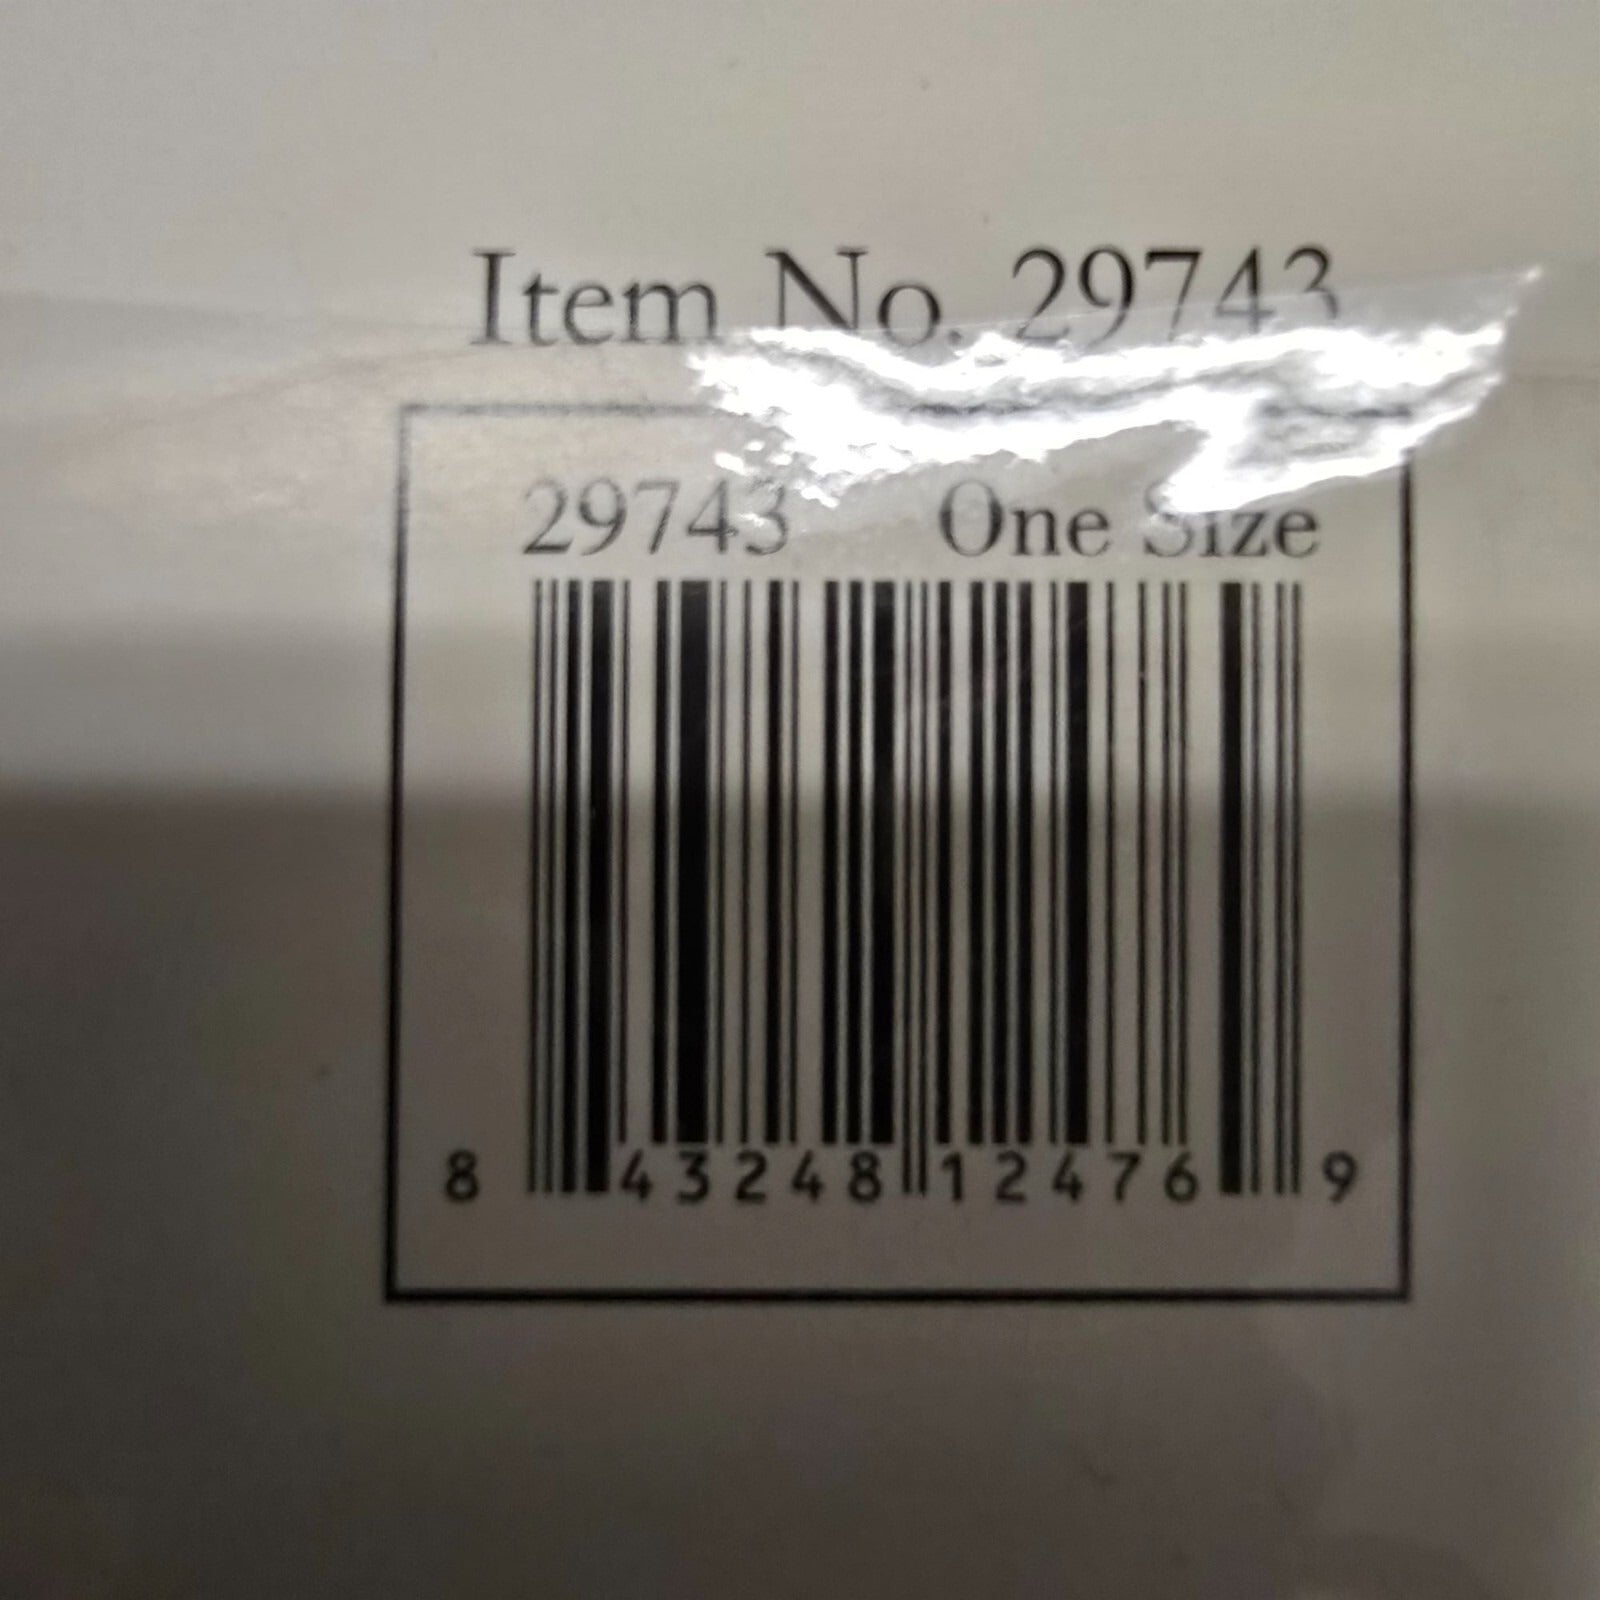 Item No. 29743
29743 One Size
8 43248 12476 9